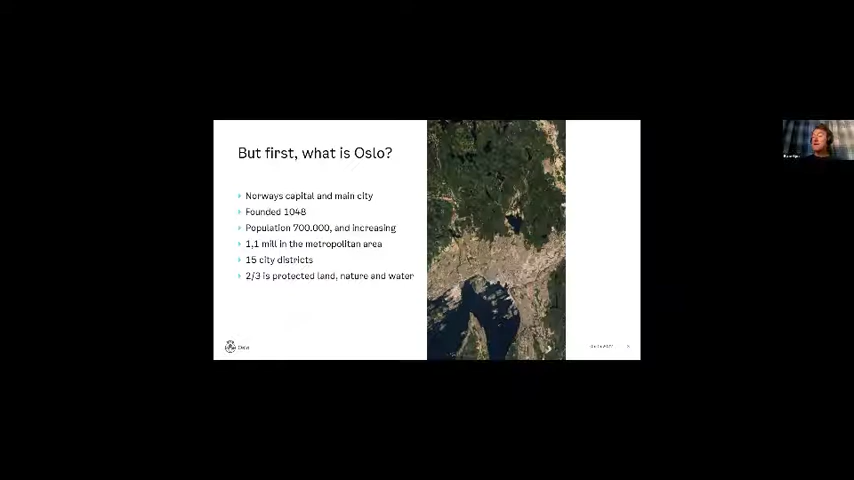 But first, what is Oslo?
Norways capital and main city
Founded 1048
Population 700.000, and increasing
1,1 mill in the metropolitan area
15 city districts
2/3 is protected land, nature and water
Oslo